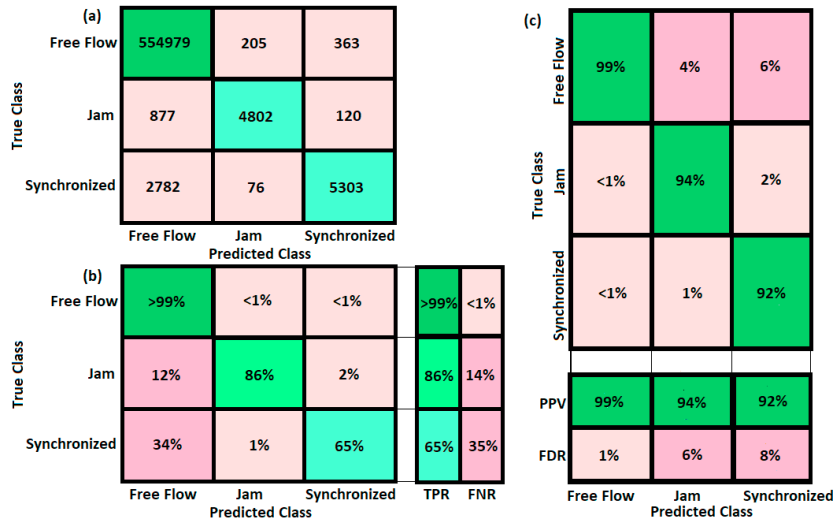 (a)
True Class
Free Flow 554979 205 363
Jam 877 4802 120
Synchronized 2782 76 5303
Free Flow Jam Synchronized
Predicted Class
(b)
True Class
Free Flow >99% <1% <1% >99% <1%
Jam 12% 86% 2% 86% 14%
Synchronized 34% 1% 65% 65% 35%
Free Flow Jam Synchronized TPR FNR
Predicted Class
(c)
True Class
Free Flow 99% 4% 6%
Jam <1% 94% 2%
Synchronized <1% 1% 92%
PPV 99% 94% 92%
FDR 1% 6% 8%
Free Flow Jam Synchronized
Predicted Class